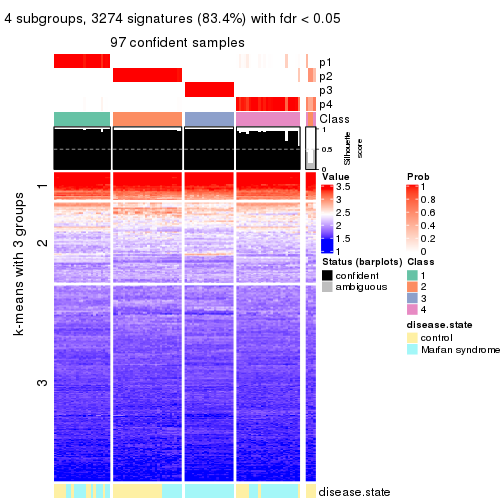 4 subgroups, 3274 signatures (83.4%) with fdr < 0.05
97 confident samples
p1
p2
p3
p4
Class
1
0.5
0
Silhouette
score
k-means with 3 groups
1
2
3
Value
3.5
3
2.5
2
1.5
1
Prob
1
0.8
0.6
0.4
0.2
0
Status (barplots)
confident
ambiguous
Class
1
2
3
4
disease.state
control
Marfan syndrome
disease.state